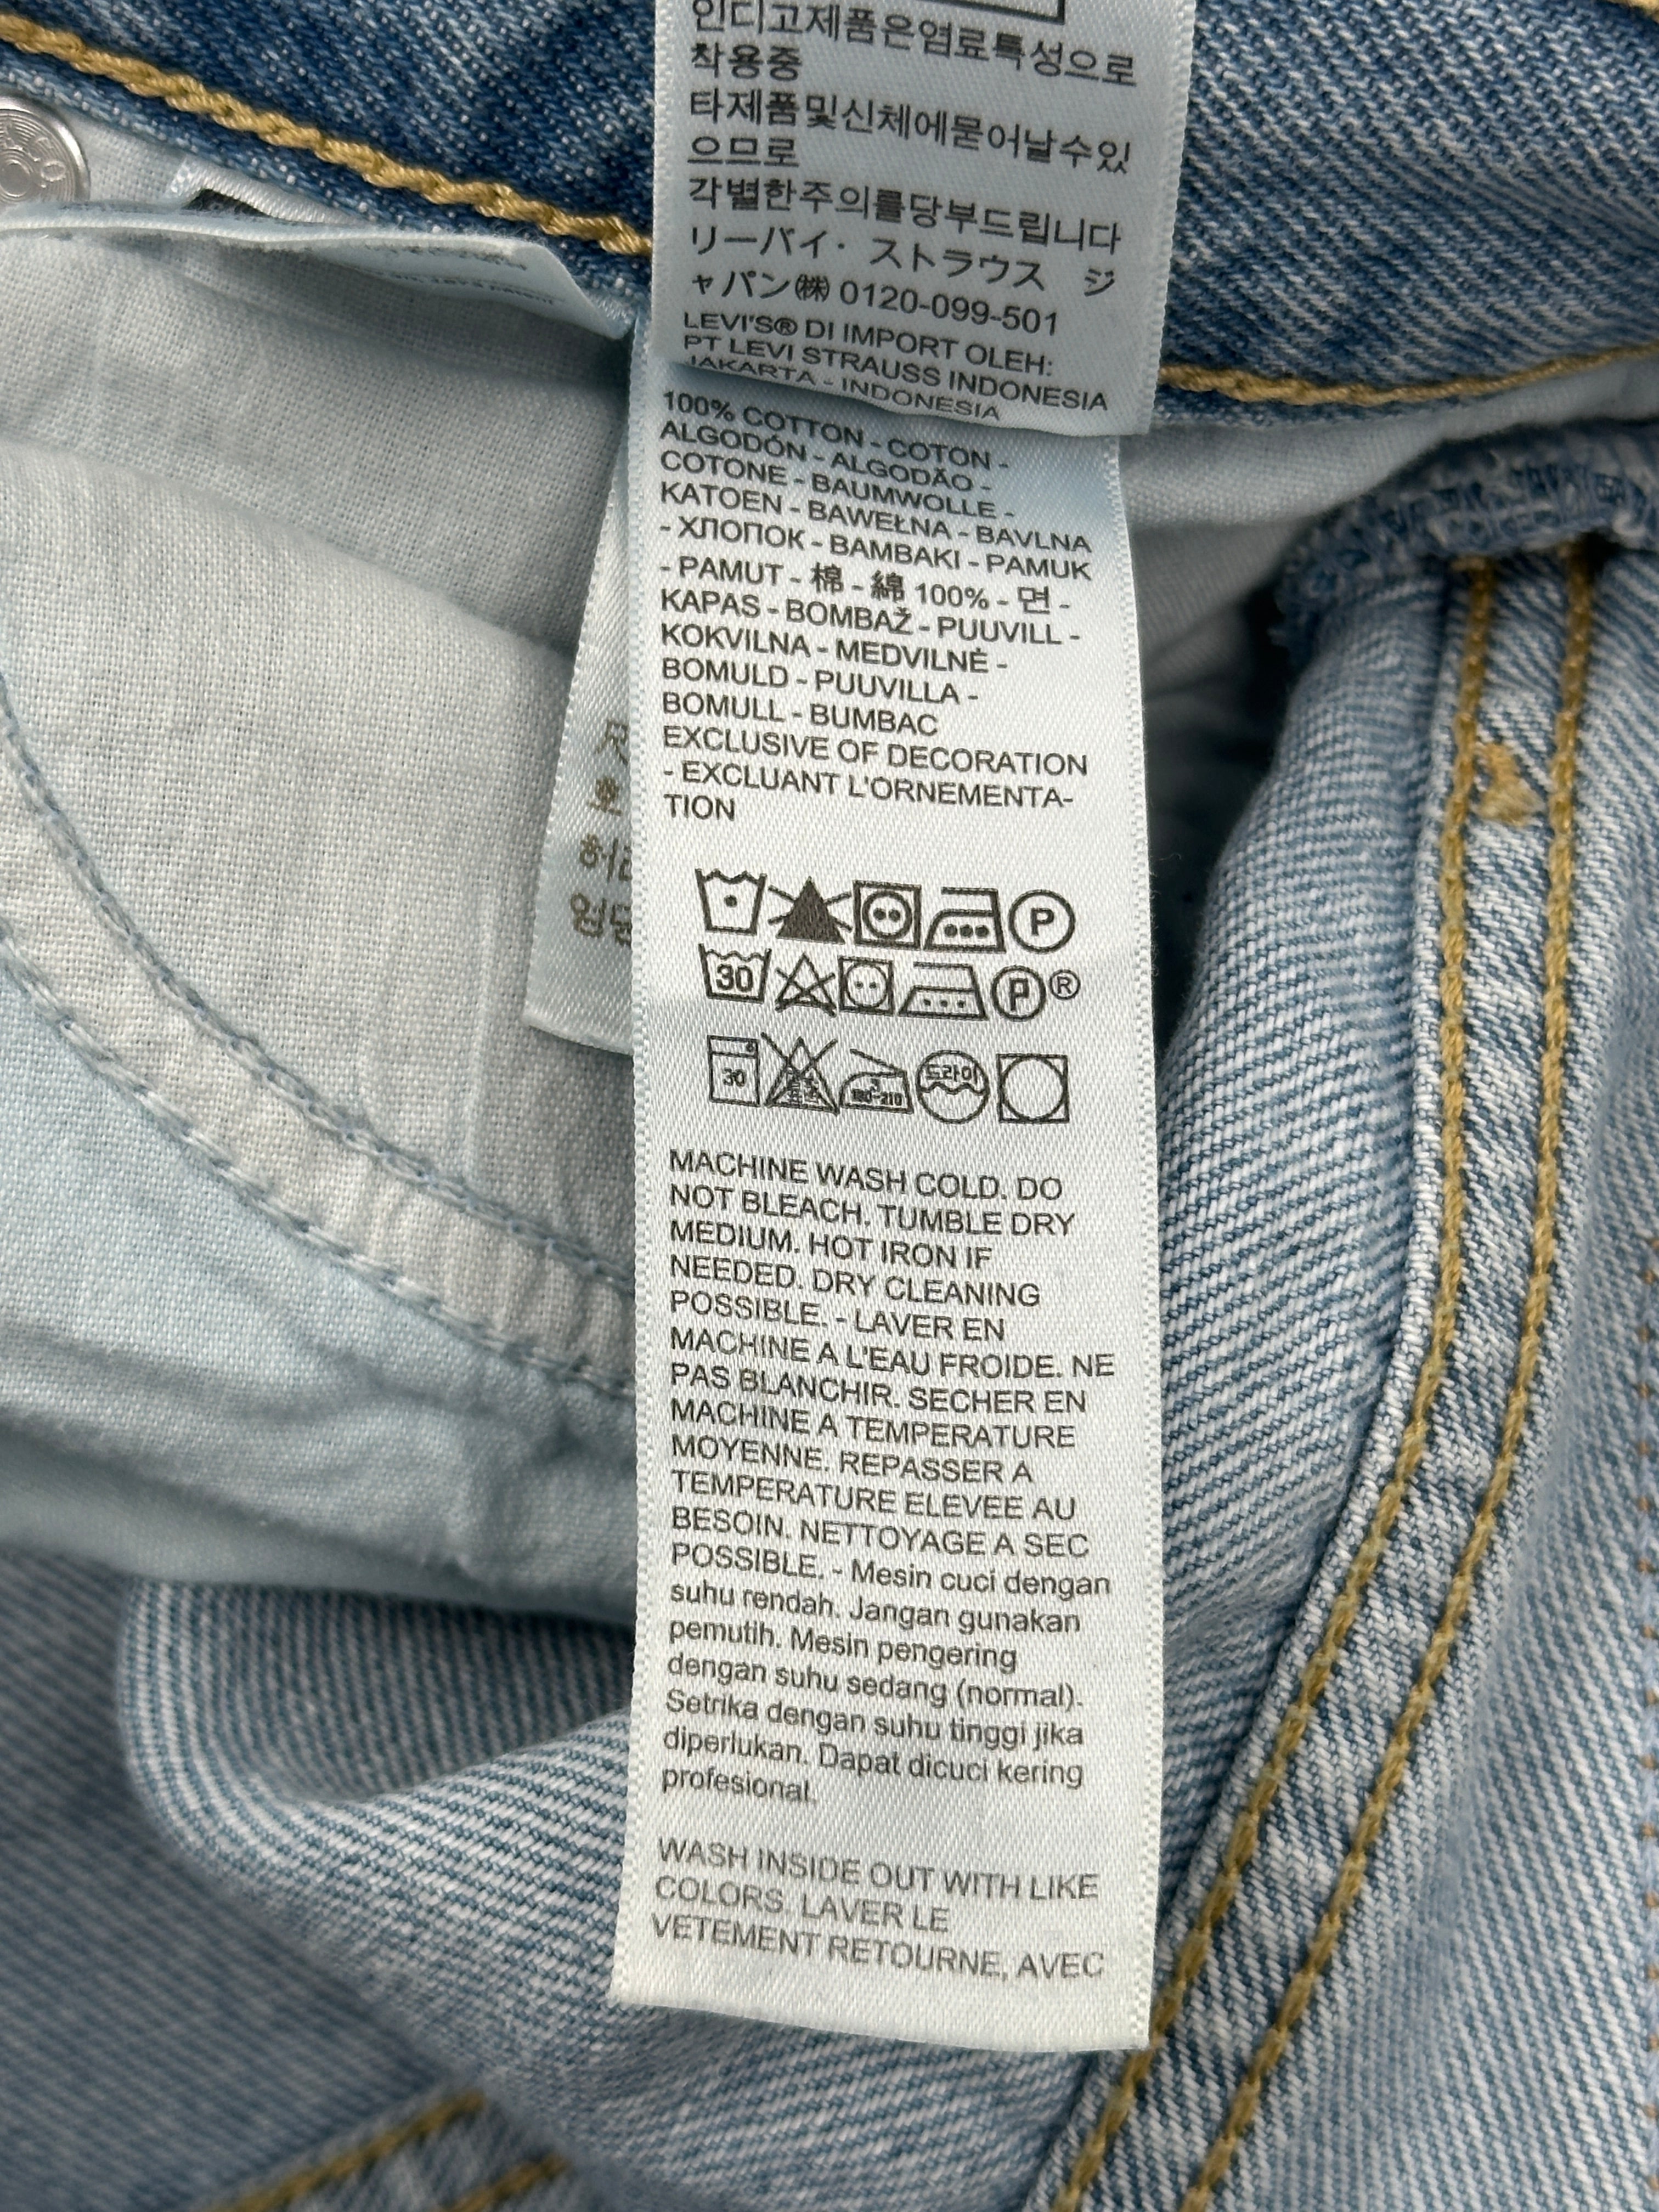 인디고제품은염료특성으로
착용중
타제품및신체에묻어날수있
으므로
각별한주의를당부드립니다
リーバイ· ストラウス ジ
ャパン㈱ 0120-099-501
LEVI'S® DI IMPORT OLEH:
PT LEVI STRAUSS INDONESIA
JAKARTA - INDONESIA
100% COTTON - COTON -
ALGODÓN - ALGODÃO -
COTONE - BAUMWOLLE -
KATOEN - BAWEŁNA - BAVLNA
- ХЛОПОК - BAMBAKI - PAMUK
- PAMUT - 棉 - 綿 100% - 면 -
KAPAS - BOMBAŽ - PUUVILL -
KOKVILNA - MEDVILNĖ -
BOMULD - PUUVILLA -
BOMULL - BUMBAC
EXCLUSIVE OF DECORATION
- EXCLUANT L'ORNEMENTA-
TION
P
30 P ®
30 3 180~210 드라이
MACHINE WASH COLD. DO
NOT BLEACH. TUMBLE DRY
MEDIUM. HOT IRON IF
NEEDED. DRY CLEANING
POSSIBLE. - LAVER EN
MACHINE A L'EAU FROIDE. NE
PAS BLANCHIR. SECHER EN
MACHINE A TEMPERATURE
MOYENNE. REPASSER A
TEMPERATURE ELEVEE AU
BESOIN. NETTOYAGE A SEC
POSSIBLE. - Mesin cuci dengan
suhu rendah. Jangan gunakan
pemutih. Mesin pengering
dengan suhu sedang (normal).
Setrika dengan suhu tinggi jika
diperlukan. Dapat dicuci kering
profesional.
WASH INSIDE OUT WITH LIKE
COLORS. LAVER LE
VETEMENT RETOURNE, AVEC